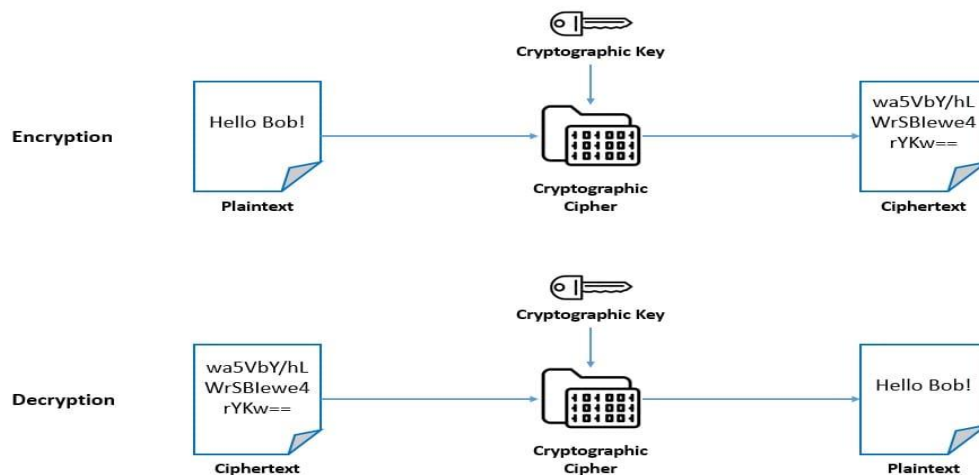 Cryptographic Key
Encryption
Hello Bob!
Plaintext
Cryptographic
Cipher
wa5VbY/hL
WrSBIewe4
rYKw==
Ciphertext
Cryptographic Key
Decryption
wa5VbY/hL
WrSBIewe4
rYKw==
Ciphertext
Cryptographic
Cipher
Hello Bob!
Plaintext